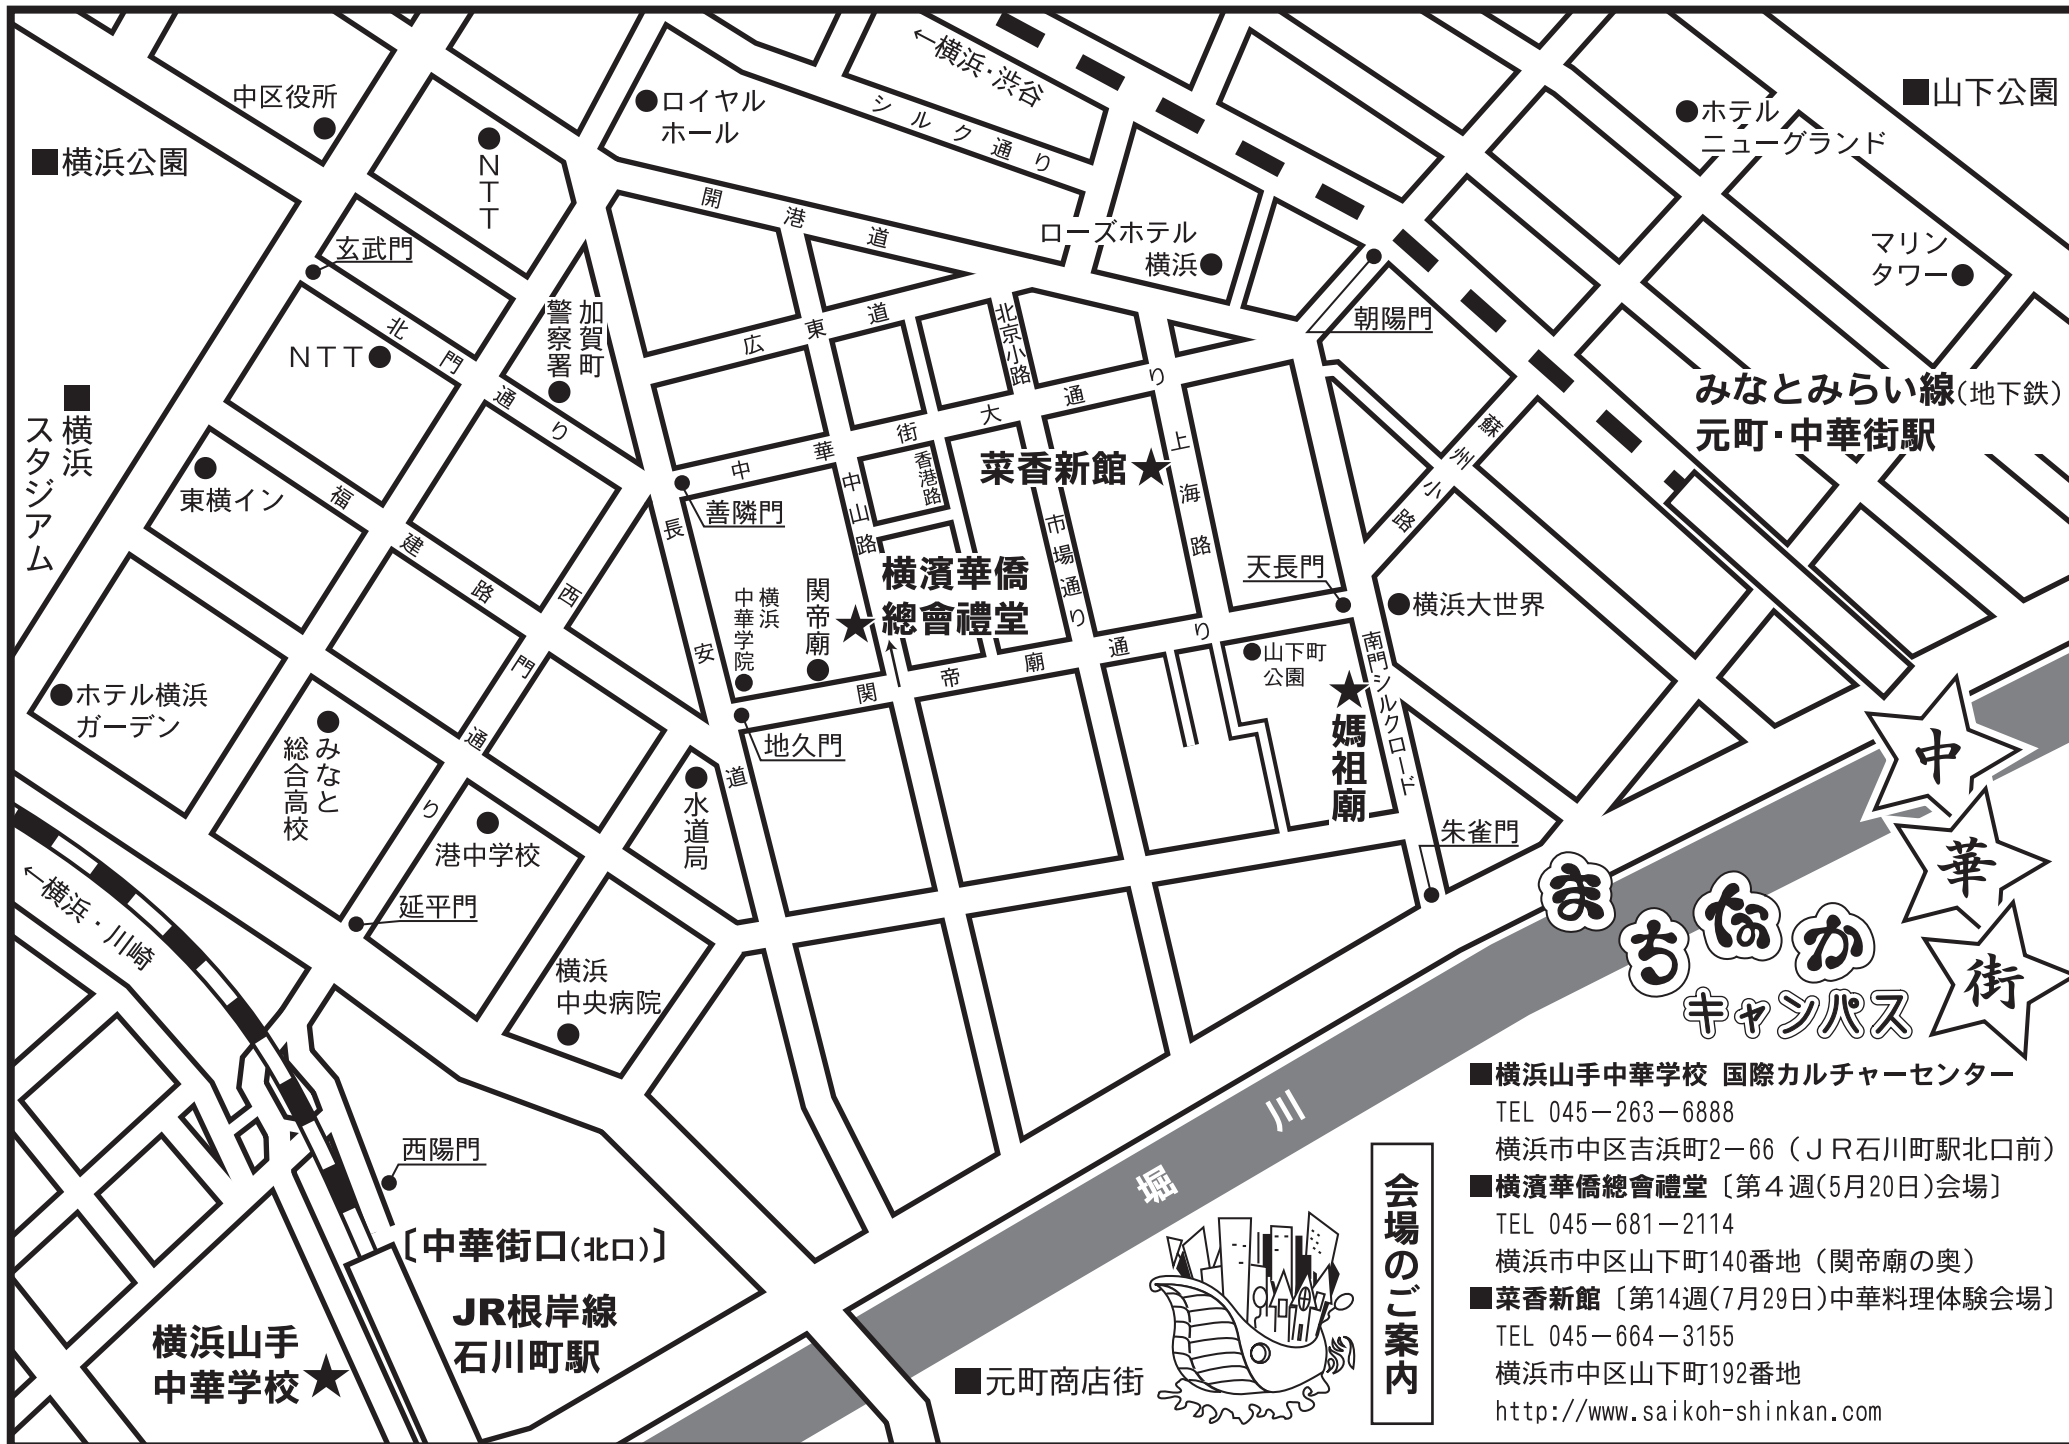 ←横浜・渋谷
シルク通り
中区役所
ロイヤル
ホール
■山下公園
ホテル
ニューグランド
■横浜公園
NTT
開港道
ローズホテル
横浜
マリン
タワー
玄武門
北門通り
加賀町
警察署
NTT
広東道
北京小路
朝陽門
みなとみらい線(地下鉄)
元町・中華街駅
■横浜
スタジアム
中華街大通り
蘇州小路
上海路
菜香新館★
香港路
中山路
市場通り
東横イン
福建路
善隣門
長安道
西門通り
横浜
中華学院
関帝廟
横濱華僑
總會禮堂
★
天長門
横浜大世界
関帝廟通り
山下町
公園
南門シルクロード
★
媽祖廟
ホテル横浜
ガーデン
みなと
総合高校
地久門
水道局
港中学校
朱雀門
延平門
←横浜・川崎
横浜
中央病院
西陽門
〔中華街口(北口)〕
JR根岸線
石川町駅
横浜山手
中華学校★
堀川
■元町商店街
中華街
まちなか
キャンパス
会場のご案内
■横浜山手中華学校 国際カルチャーセンター
TEL 045−263−6888
横浜市中区吉浜町2−66（JR石川町駅北口前）
■横濱華僑總會禮堂〔第4週(5月20日)会場〕
TEL 045−681−2114
横浜市中区山下町140番地（関帝廟の奥）
■菜香新館〔第14週(7月29日)中華料理体験会場〕
TEL 045−664−3155
横浜市中区山下町192番地
http://www.saikoh-shinkan.com